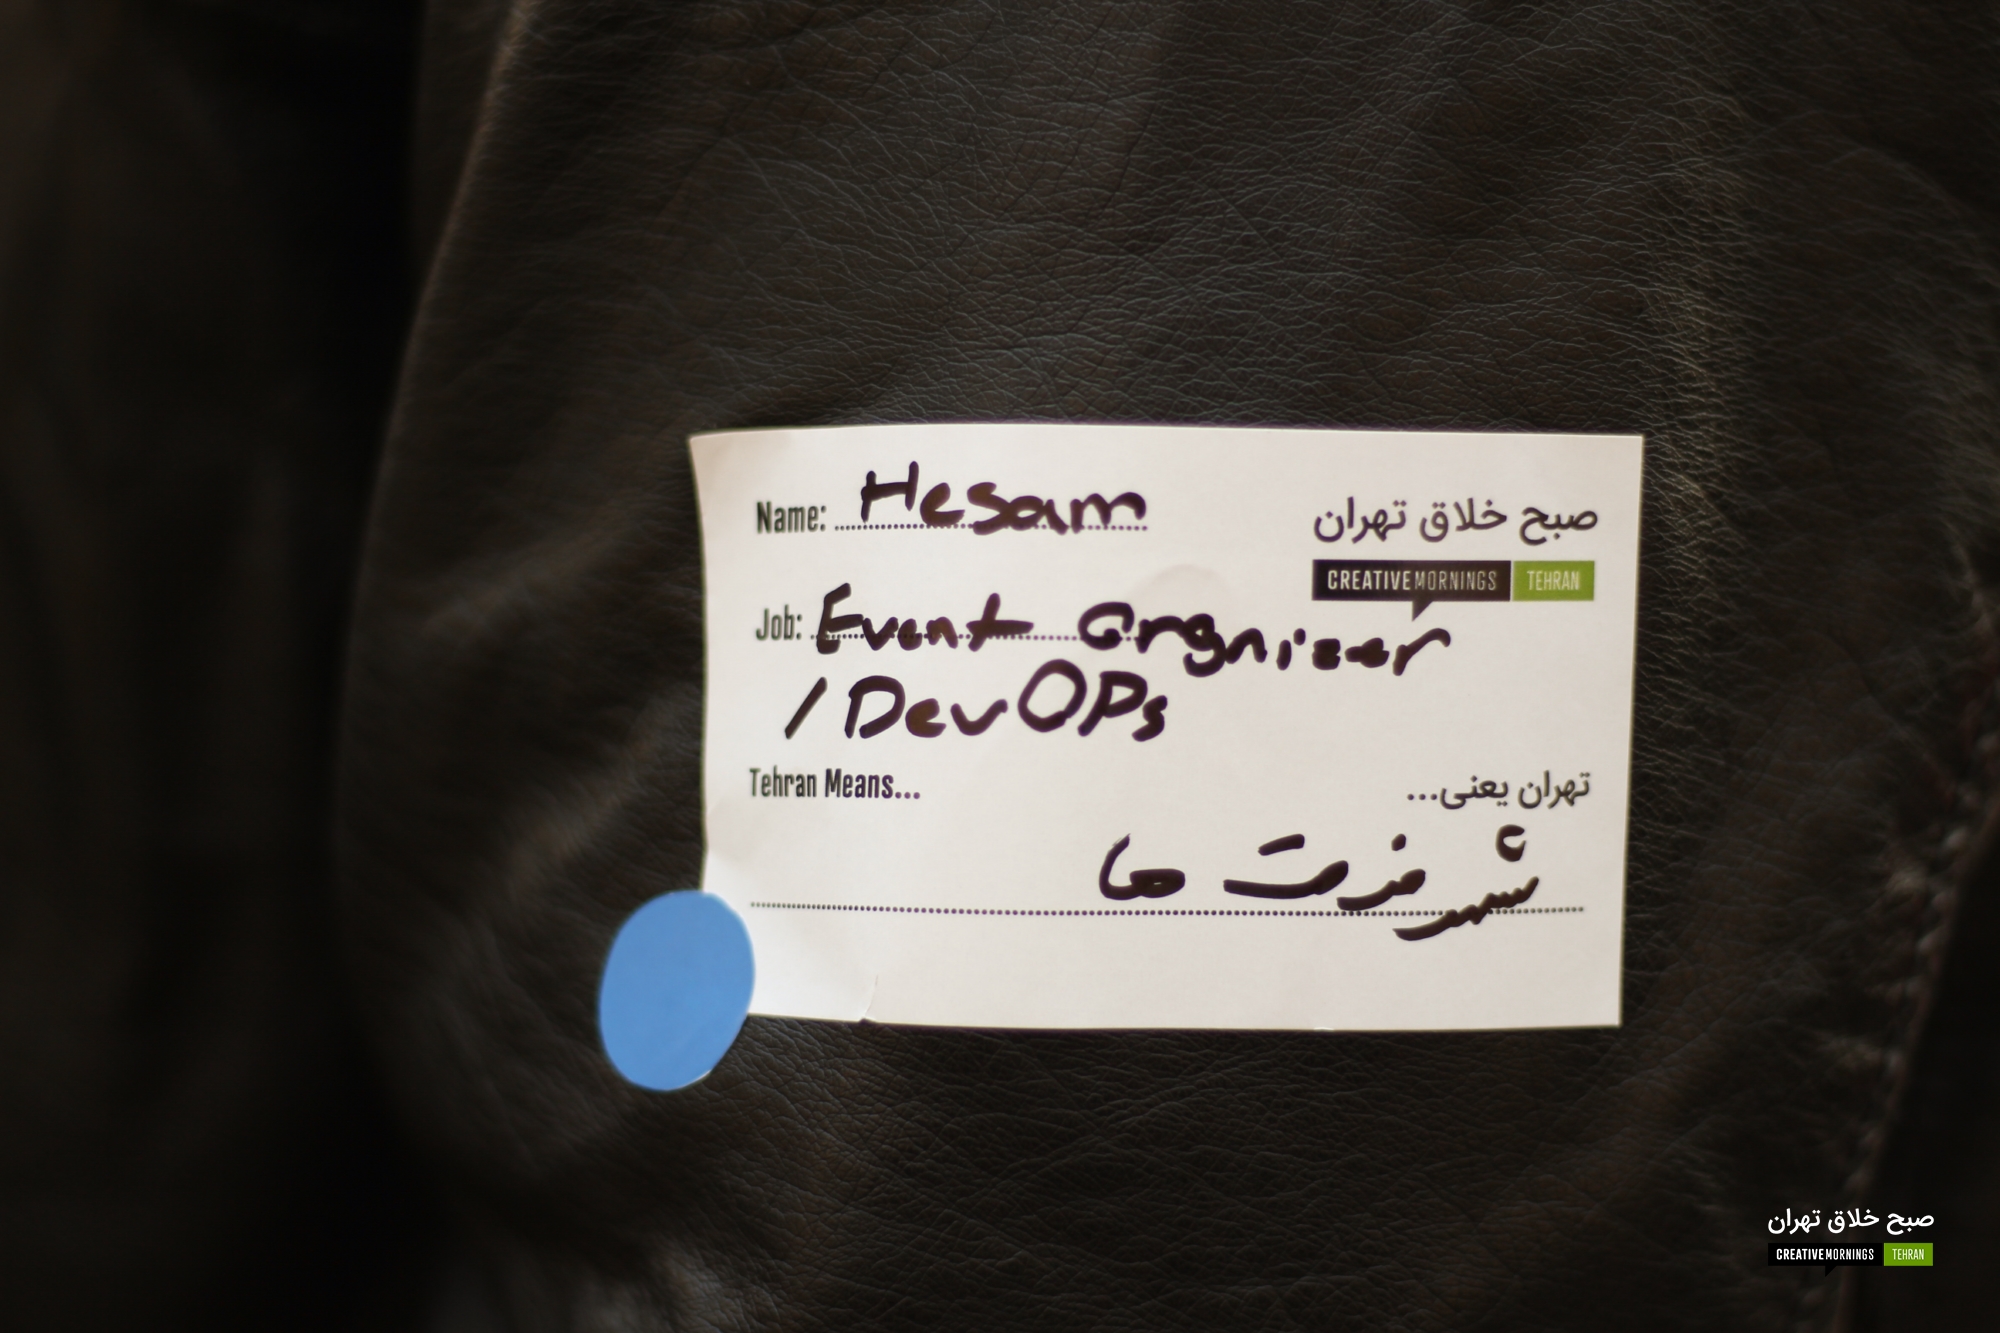 Name: Hesam
صبح خلاق تهران
CREATIVEMORNINGS TEHRAN
Job: Event Orgnizer
/ DevOPs
Tehran Means...
تهران یعنی...
شهر فرصت ها
صبح خلاق تهران
CREATIVEMORNINGS TEHRAN